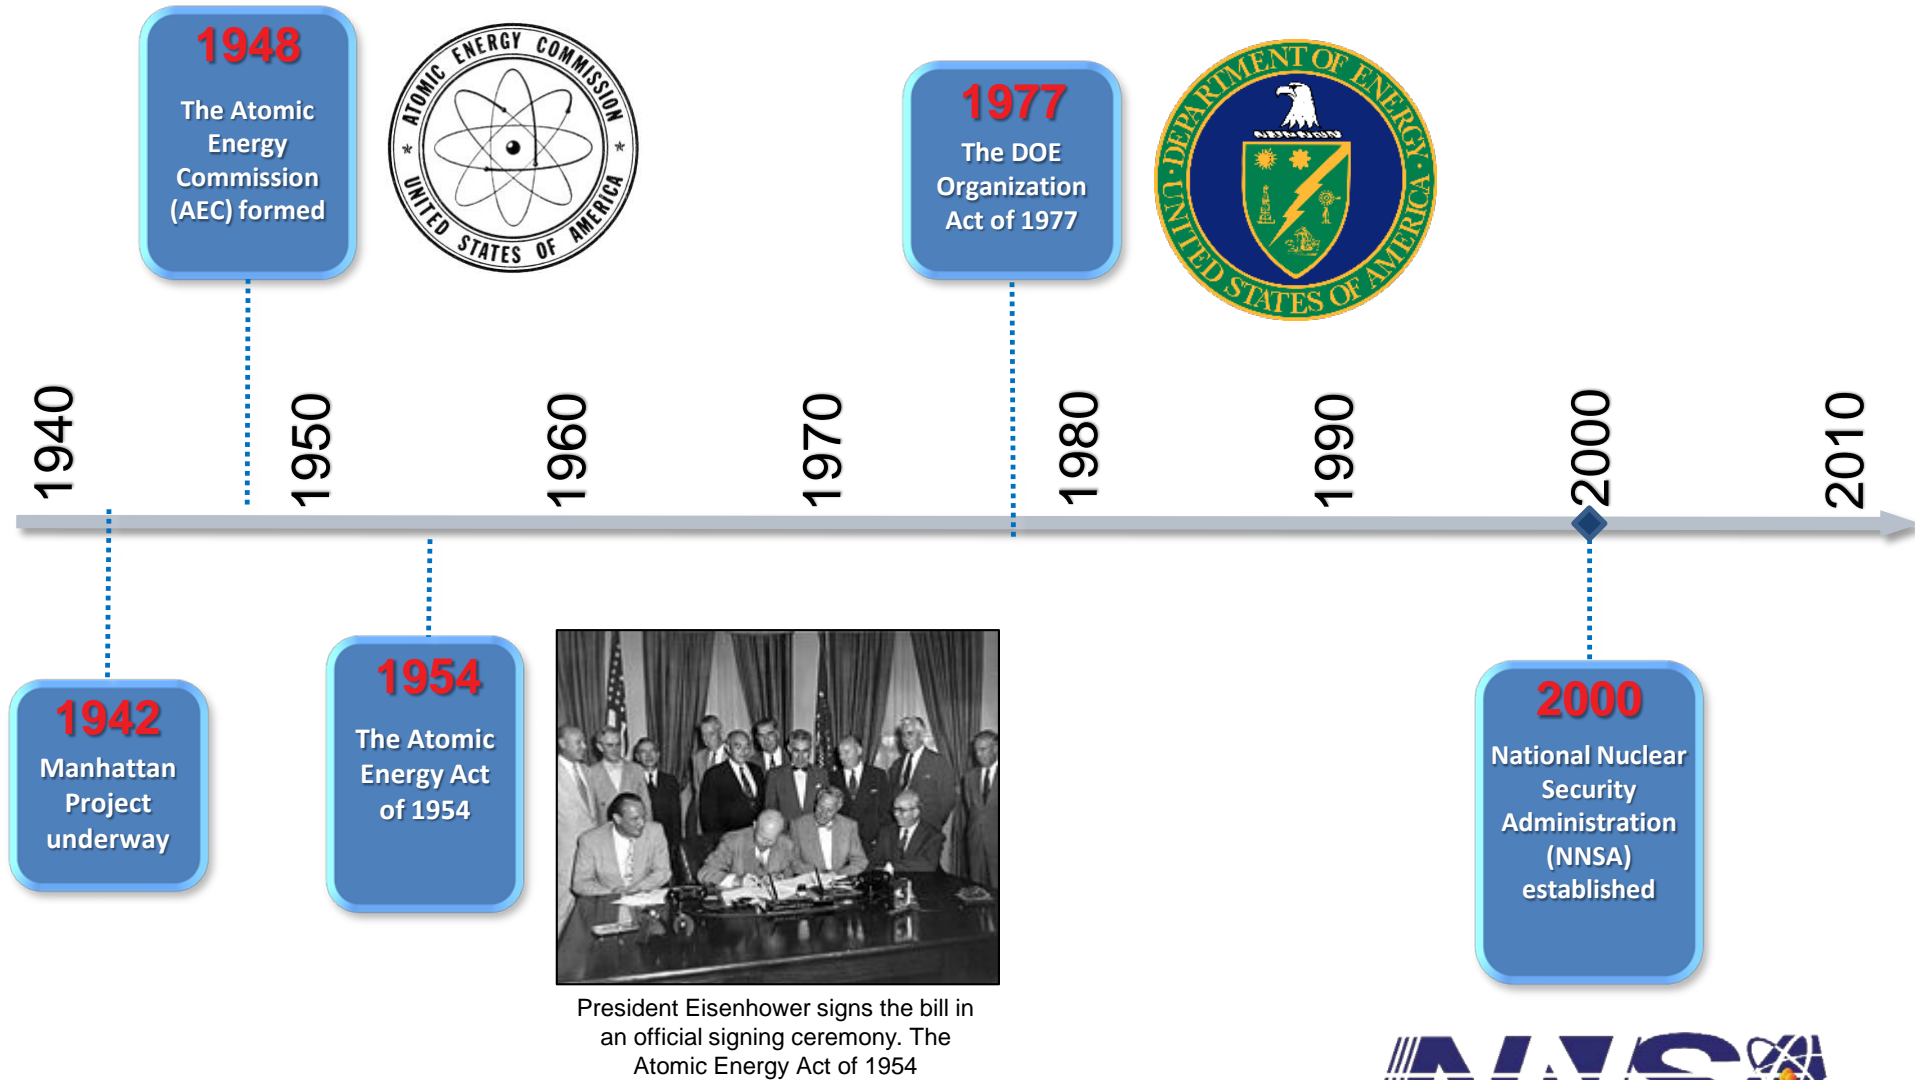 1948
The Atomic
Energy
Commission
(AEC) formed
ATOMIC ENERGY COMMISSION
UNITED STATES OF AMERICA
1977
The DOE
Organization
Act of 1977
DEPARTMENT OF ENERGY
UNITED STATES OF AMERICA
1940
1950
1960
1970
1980
1990
2000
2010
1942
Manhattan
Project
underway
1954
The Atomic
Energy Act
of 1954
President Eisenhower signs the bill in
an official signing ceremony. The
Atomic Energy Act of 1954
2000
National Nuclear
Security
Administration
(NNSA)
established
NNSA